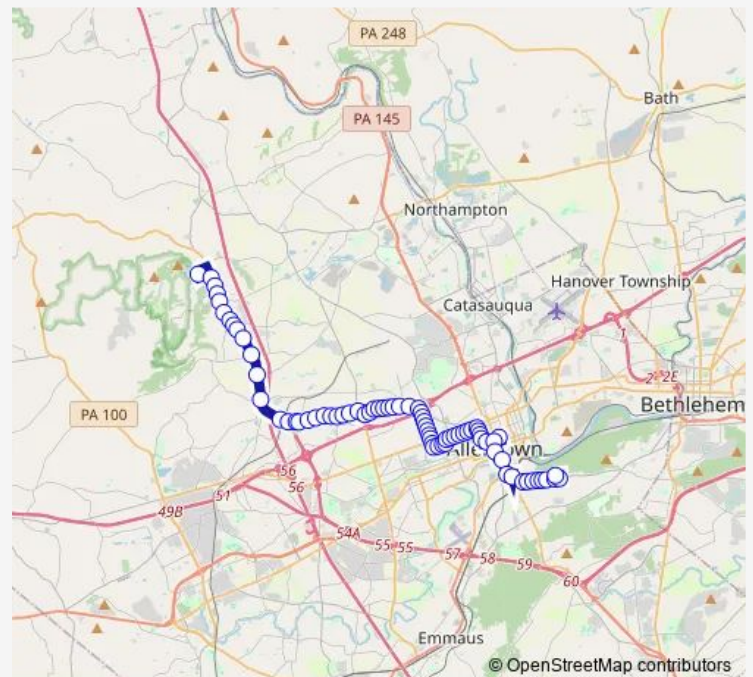 PA 248
Bath
PA 145
Northampton
Hanover Township
Catasauqua
1
2 2E
Bethlehem
PA 100
Allentown
56
51
56
49B
54A
55 55
57
58
59
60
Emmaus
© OpenStreetMap contributors